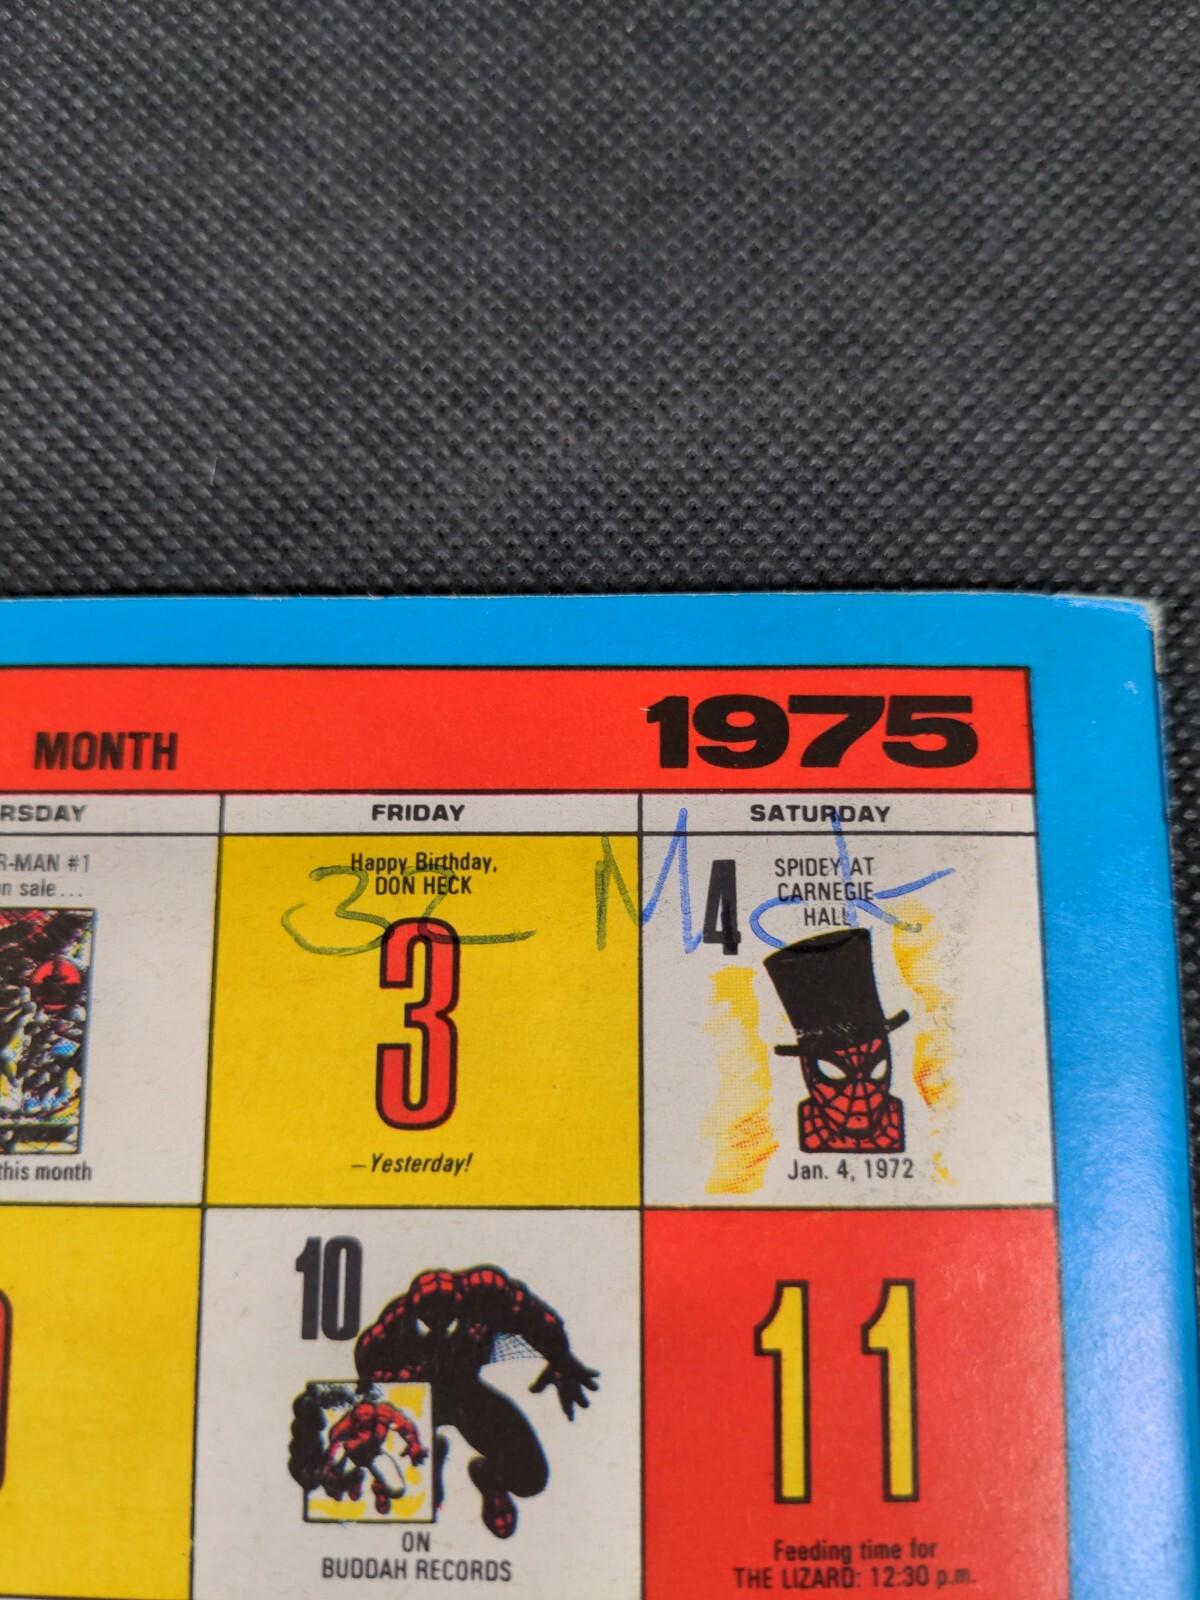 MONTH 1975
RSDAY FRIDAY SATURDAY
R-MAN #1
n sale...
this month
Happy Birthday,
DON HECK
32
3
—Yesterday!
4
SPIDEY AT
CARNEGIE
HALL
Jan. 4, 1972
10
ON
BUDDAH RECORDS
11
Feeding time for
THE LIZARD: 12:30 p.m.